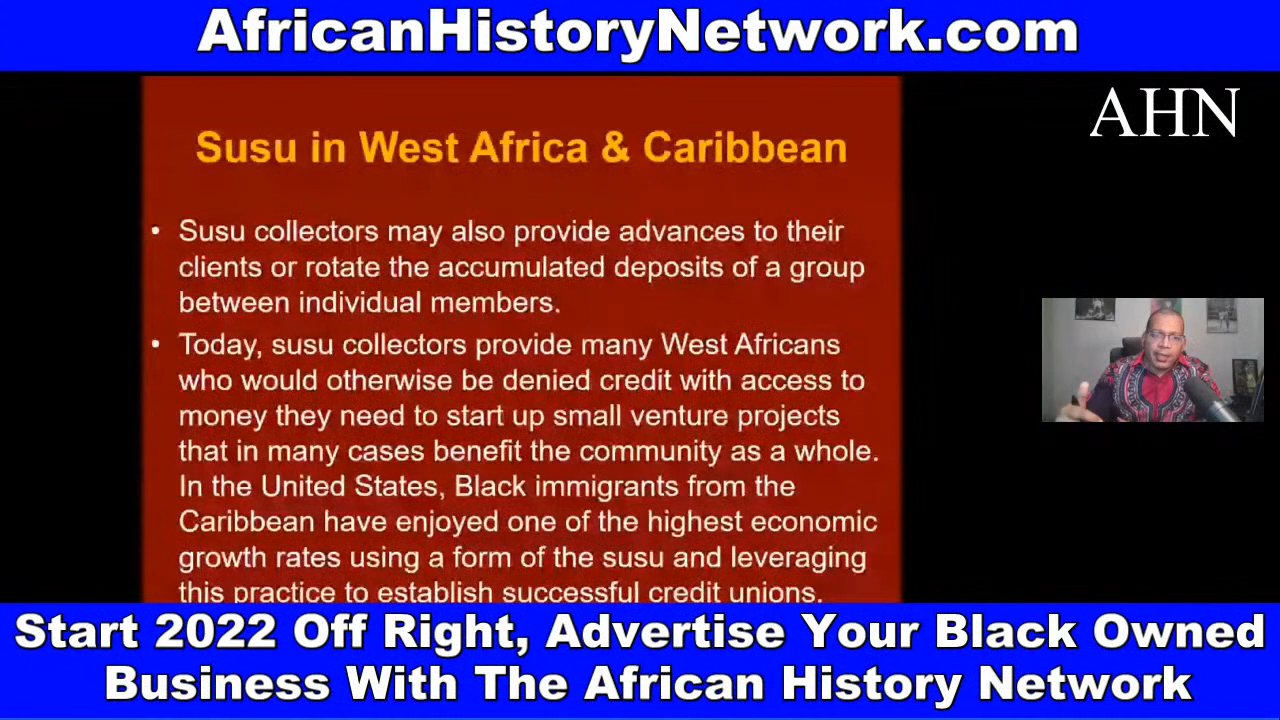 AfricanHistoryNetwork.com
AHN
Susu in West Africa & Caribbean
• Susu collectors may also provide advances to their
clients or rotate the accumulated deposits of a group
between individual members.
• Today, susu collectors provide many West Africans
who would otherwise be denied credit with access to
money they need to start up small venture projects
that in many cases benefit the community as a whole.
In the United States, Black immigrants from the
Caribbean have enjoyed one of the highest economic
growth rates using a form of the susu and leveraging
this practice to establish successful credit unions.
Start 2022 Off Right, Advertise Your Black Owned
Business With The African History Network